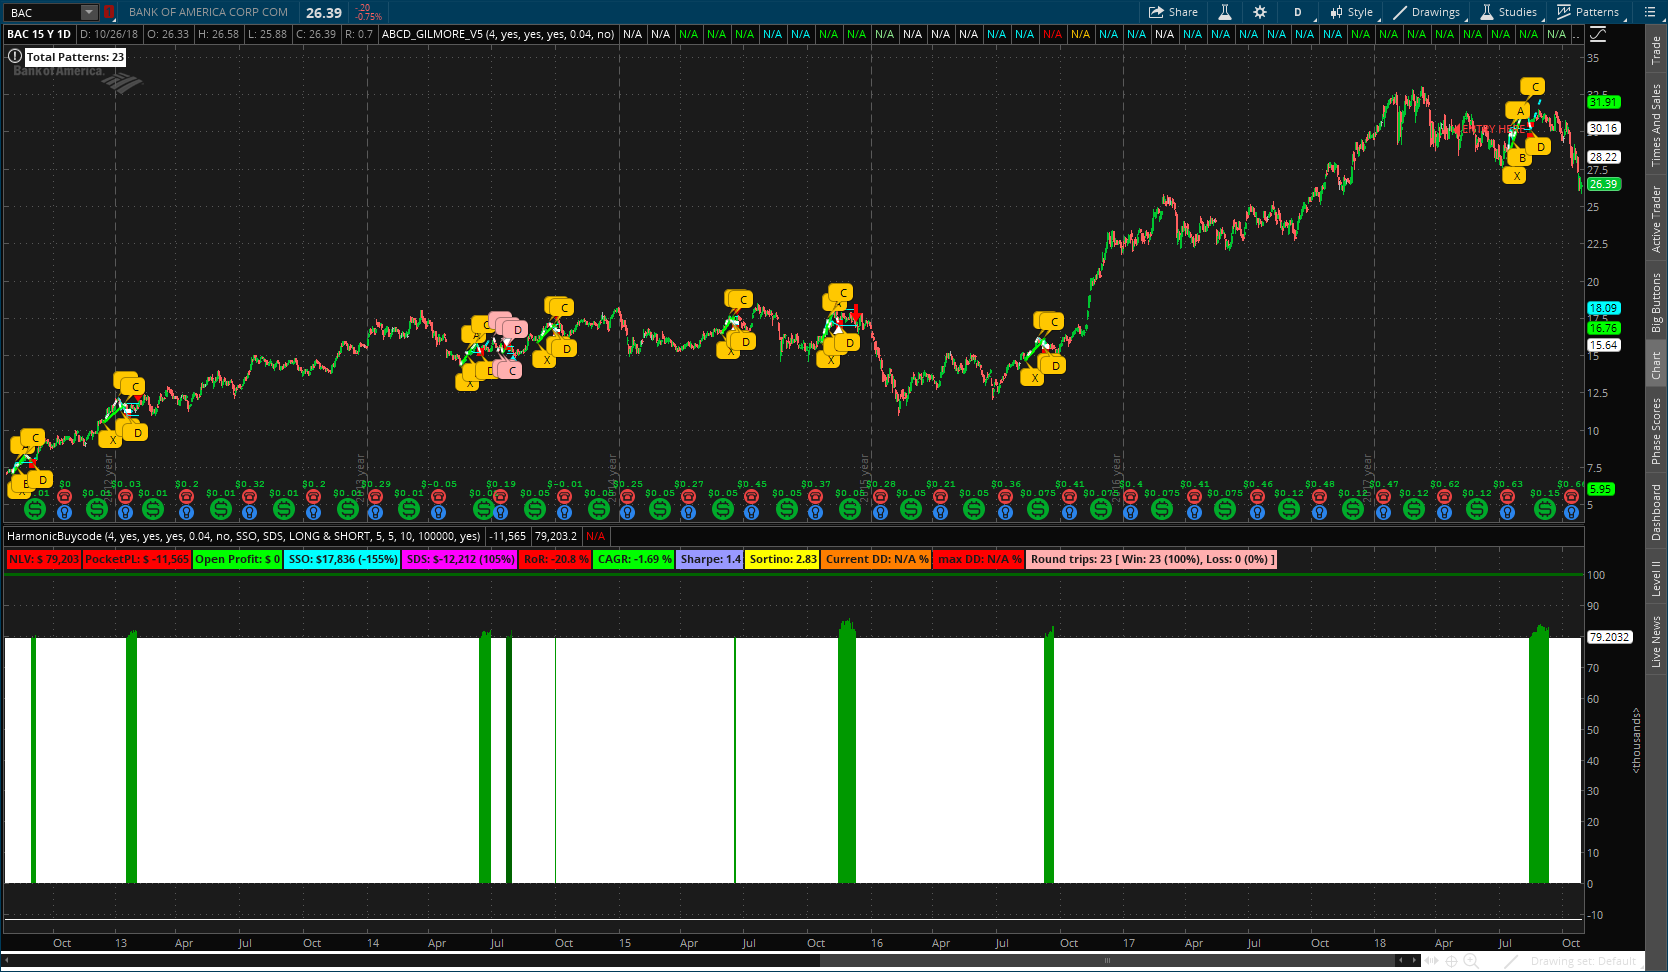 BAC BANK OF AMERICA CORP COM 26.39 -.20 -0.75% Share D Style Drawings Studies Patterns
BAC 15 Y 1D D: 10/26/18 O: 26.33 H: 26.58 L: 25.88 C: 26.39 R: 0.7 ABCD_GILMORE_V5 (4, yes, yes, yes, 0.04, no) N/A N/A N/A N/A N/A N/A N/A N/A N/A N/A N/A N/A N/A N/A N/A N/A N/A N/A N/A N/A N/A N/A N/A N/A N/A N/A N/A N/A N/A N/A N/A N/A N/A N/A ..
Total Patterns: 23
Bank of America
35
32.5
31.91
30.16
28.22
27.5
26.39
25
22.5
20
18.09
17.5
16.76
15.64
15
12.5
10
7.5
5.95
5
C
A
ENTRY HERE
D
B
X
C
C
C
C
C
D
D
D
X
X
X
X
D
D
C
X
C
D
X
C
D
$0 $0.03 $0.2 $0.32 $0.2 $0.29 $-0.05 $0.19 $-0.01 $0.25 $0.27 $0.45 $0.37 $0.28 $0.21 $0.36 $0.41 $0.4 $0.41 $0.46 $0.48 $0.47 $0.62 $0.63
$0.01 $0.01 $0.01 $0.01 $0.01 $0.01 $0.05 $0.05 $0.05 $0.05 $0.05 $0.05 $0.05 $0.075 $0.075 $0.075 $0.075 $0.12 $0.12 $0.12 $0.12 $0.15
HarmonicBuycode (4, yes, yes, yes, 0.04, no, SSO, SDS, LONG & SHORT, 5, 5, 10, 100000, yes) -11,565 79,203.2 N/A
NLV: $ 79,203 PocketPL: $ -11,565 Open Profit: $ 0 SSO: $17,836 (-155%) SDS: $-12,212 (105%) RoR: -20.8 % CAGR: -1.69 % Sharpe: 1.4 Sortino: 2.83 Current DD: N/A % max DD: N/A % Round trips: 23 [ Win: 23 (100%), Loss: 0 (0%) ]
100
90
79.2032
70
60
50
40
30
20
10
0
-10
<thousands>
Oct 13 Apr Jul Oct 14 Apr Jul Oct 15 Apr Jul Oct 16 Apr Jul Oct 17 Apr Jul Oct 18 Apr Jul Oct
Drawing set: Default
Trade
Times And Sales
Active Trader
Big Buttons
Chart
Phase Scores
Dashboard
Level II
Live News